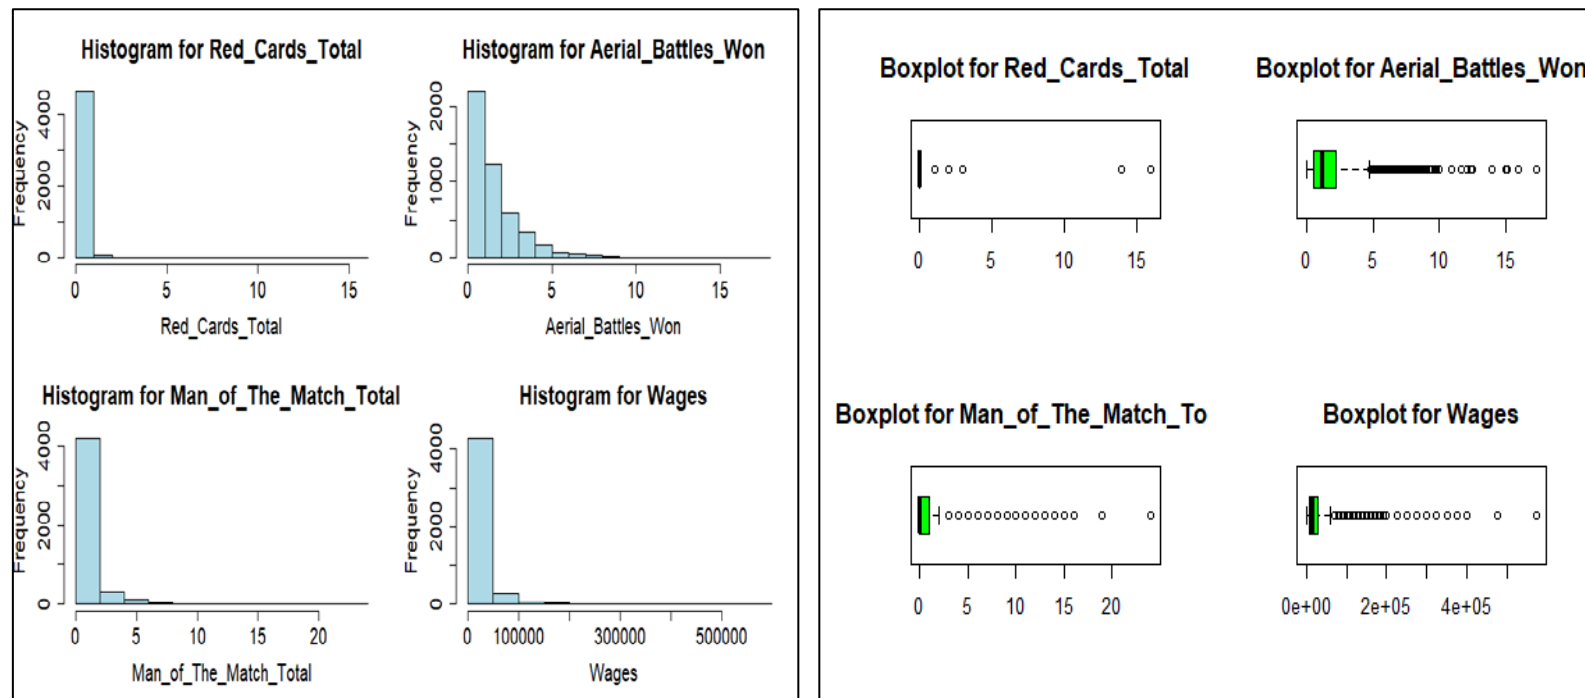 Histogram for Red_Cards_Total
Frequency
0 2000 4000
0 5 10 15
Red_Cards_Total
Histogram for Aerial_Battles_Won
Frequency
0 1000 2000
0 5 10 15
Aerial_Battles_Won
Histogram for Man_of_The_Match_Total
Frequency
0 2000 4000
0 5 10 15 20
Man_of_The_Match_Total
Histogram for Wages
Frequency
0 2000 4000
0 100000 300000 500000
Wages
Boxplot for Red_Cards_Total
0 5 10 15
Boxplot for Aerial_Battles_Won
0 5 10 15
Boxplot for Man_of_The_Match_To
0 5 10 15 20
Boxplot for Wages
0e+00 2e+05 4e+05